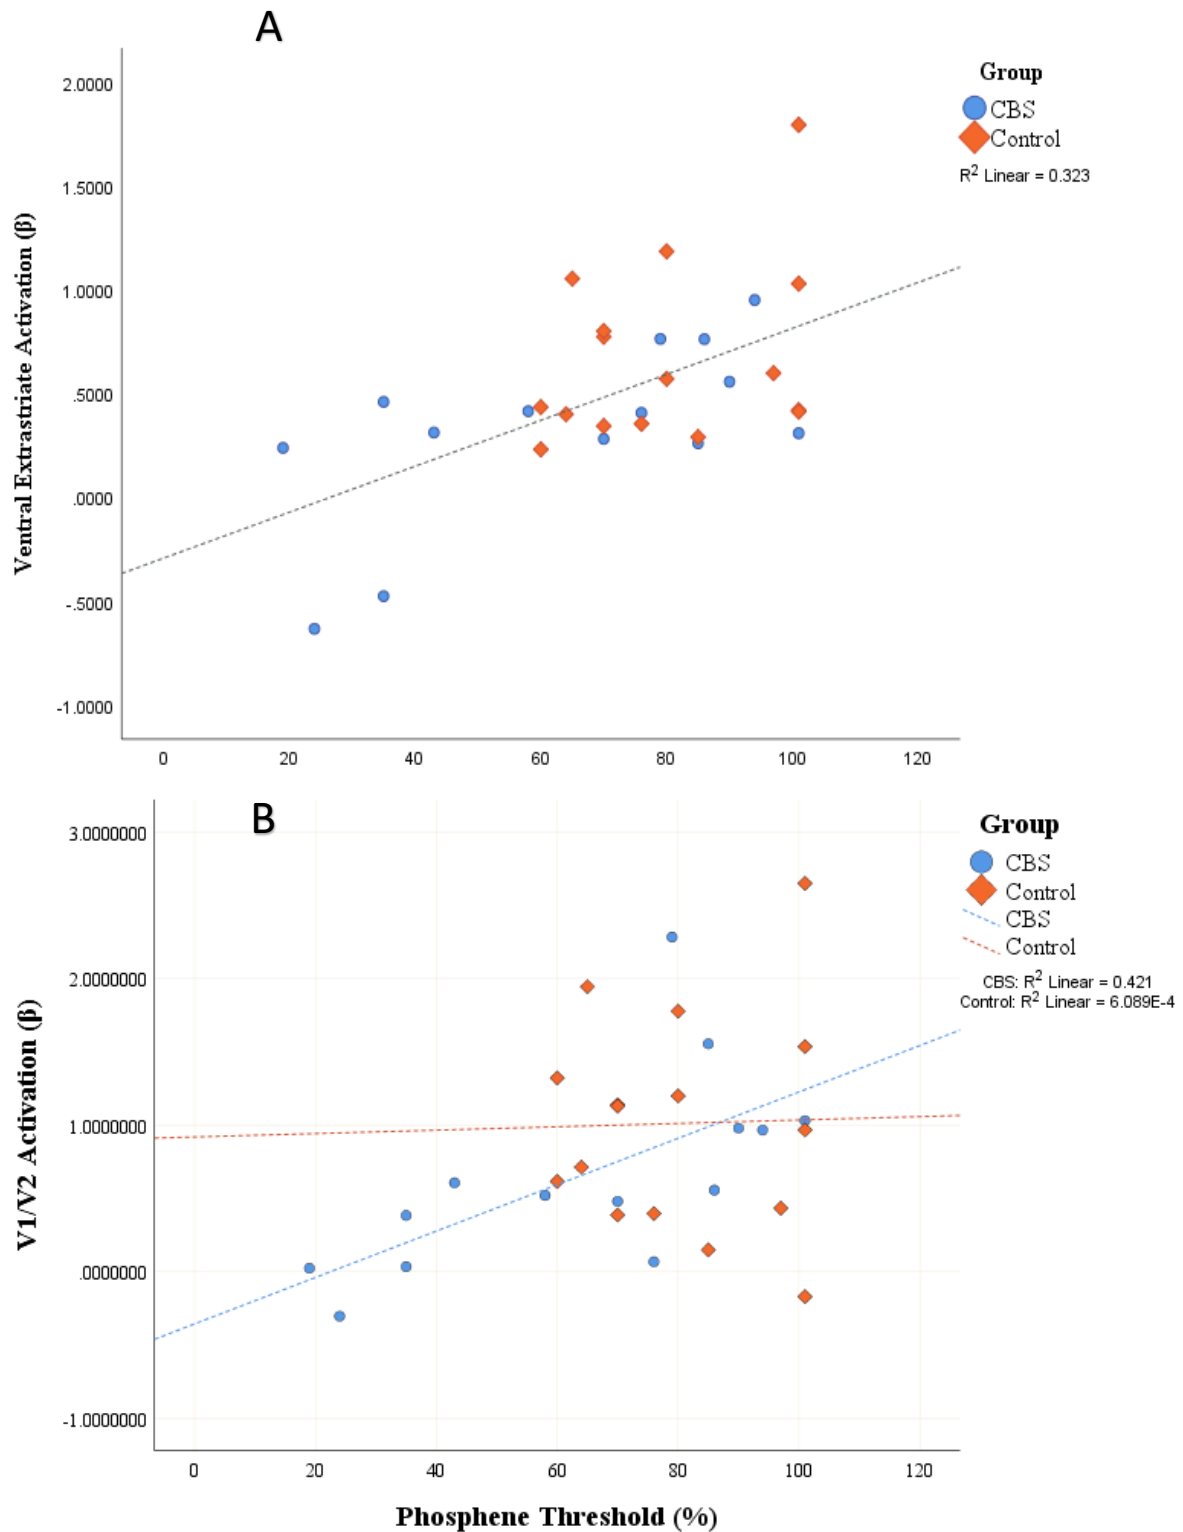 A
Group
CBS
Control
R² Linear = 0.323
Ventral Extrastriate Activation (β)
2.0000
1.5000
1.0000
.5000
.0000
-.5000
-1.0000
0 20 40 60 80 100 120
B
Group
CBS
Control
CBS
Control
CBS: R² Linear = 0.421
Control: R² Linear = 6.089E-4
V1/V2 Activation (β)
3.0000000
2.0000000
1.0000000
.0000000
-1.0000000
0 20 40 60 80 100 120
Phosphene Threshold (%)